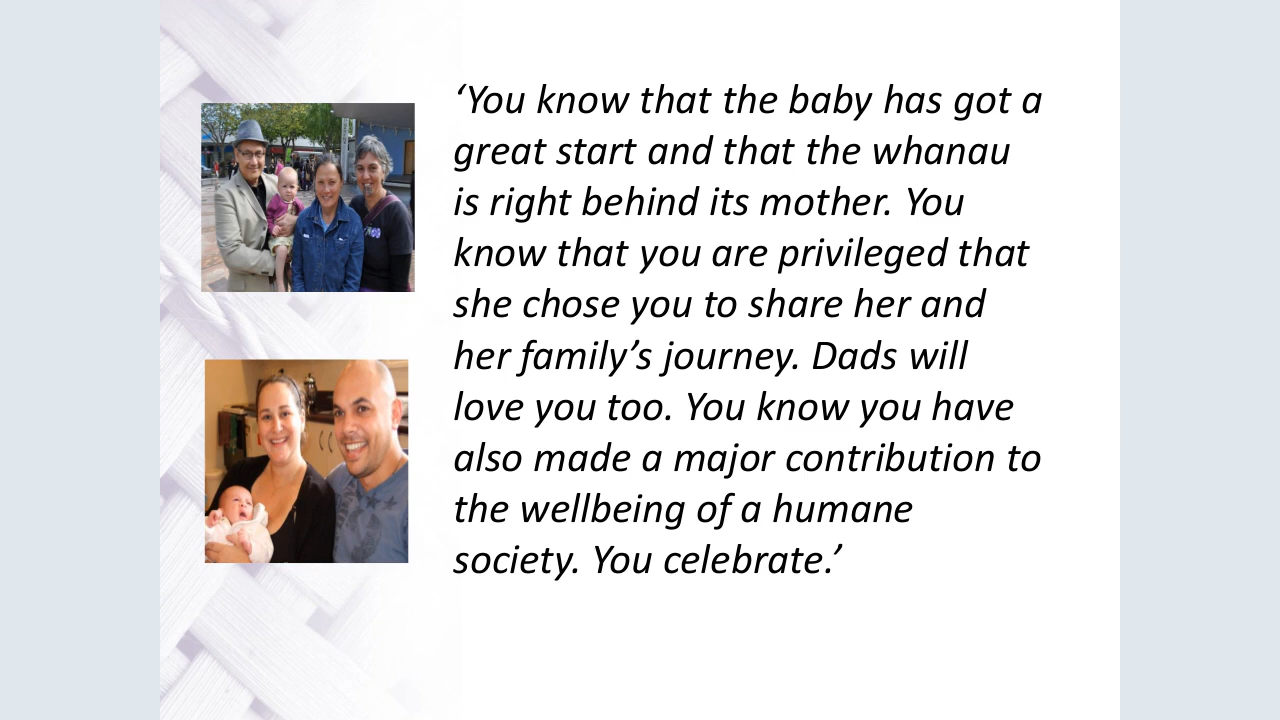 ‘You know that the baby has got a
great start and that the whanau
is right behind its mother. You
know that you are privileged that
she chose you to share her and
her family’s journey. Dads will
love you too. You know you have
also made a major contribution to
the wellbeing of a humane
society. You celebrate.’